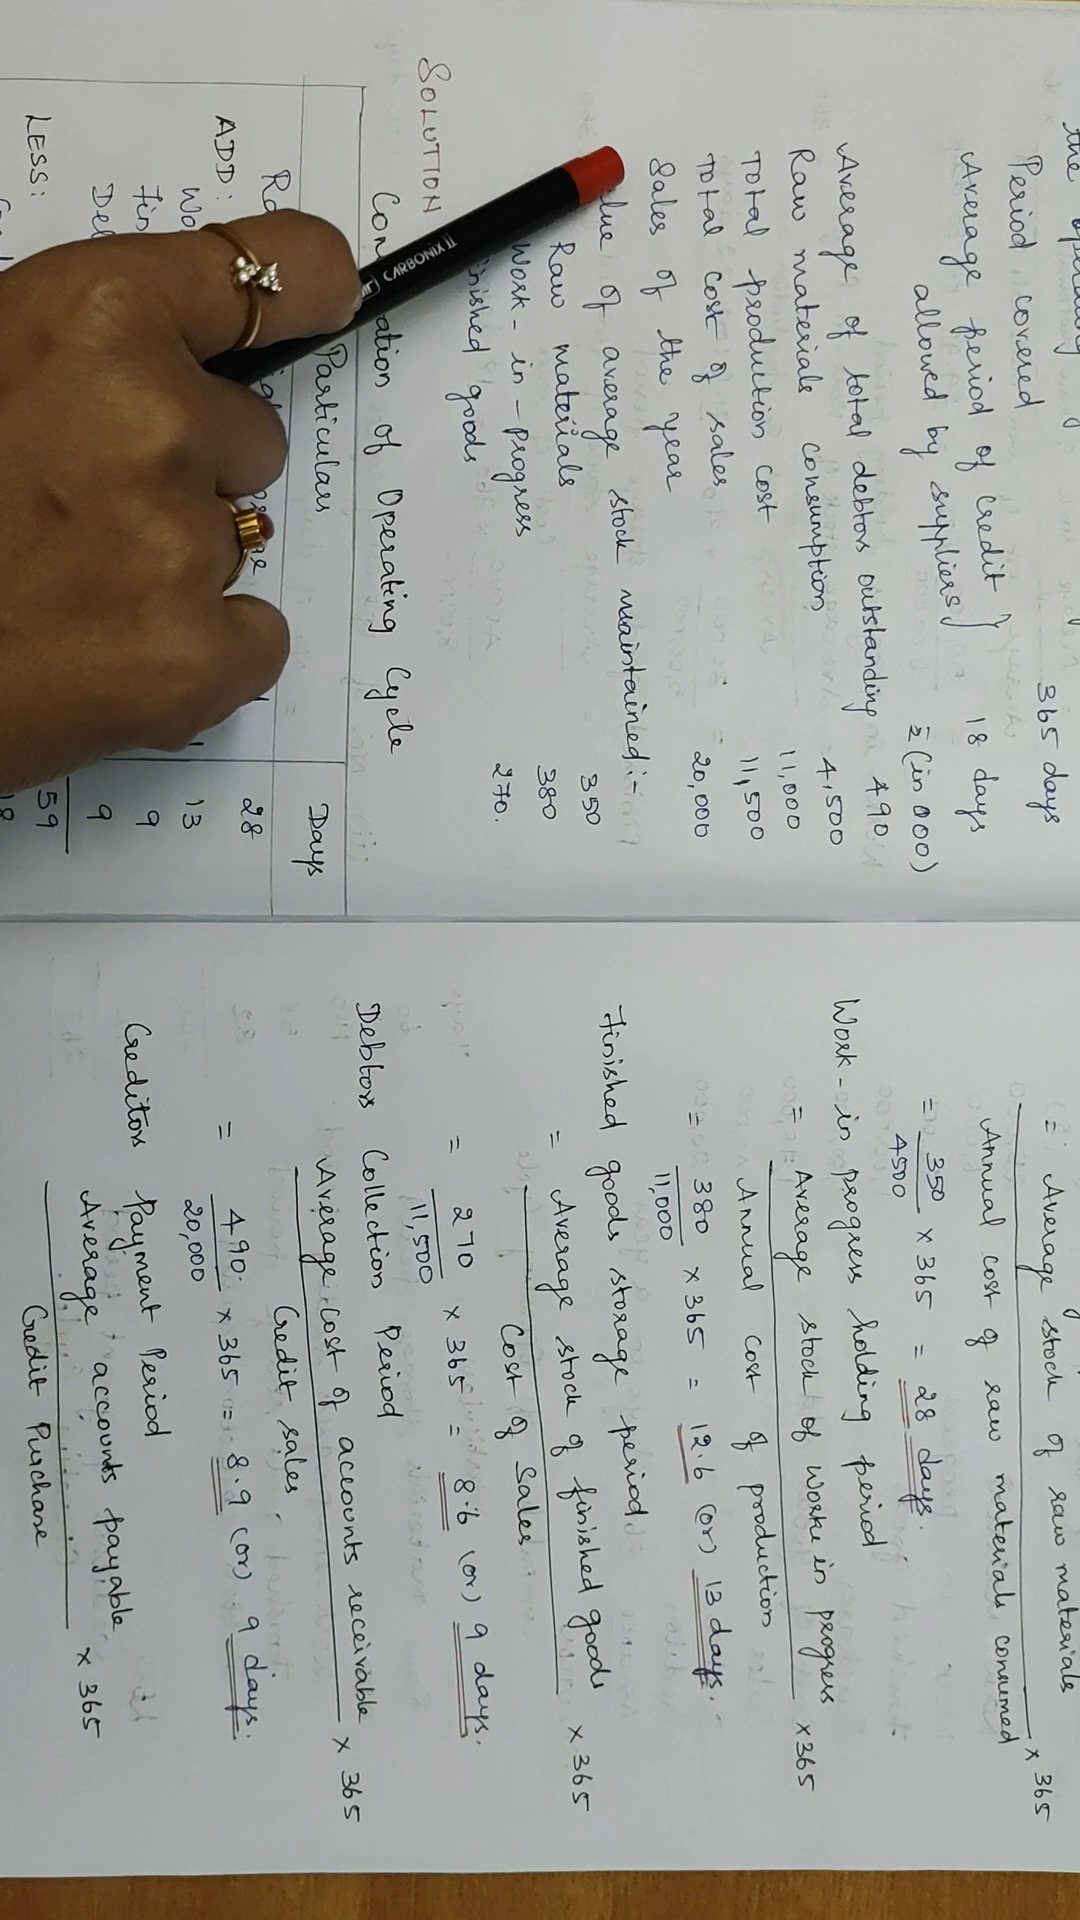 the operating
Period covered 365 days
Average period of credit } 18 days
allowed by suppliers
₹ (in 000)
Average of total debtors outstanding 490
Raw materials consumption 4,500
Total production cost 11,000
Total cost of sales 11,500
Sales of the year 20,000
of average stock maintained:-
Raw materials 350
Work-in-progress 380
goods 270.
SOLUTION
of Operating Cycle
Particulars Days
28
ADD:
13
9
9
59
LESS:
18
CARBONIX II
= Average stock of raw materials
Annual cost of raw materials consumed × 365
= 350 / 4500 × 365 = 28 days.
Work-in progress holding period
= Average stock of work in progress × 365
Annual cost of production
= 380 / 11,000 × 365 = 12.6 (or) 13 days.
Finished goods storage period
= Average stock of finished goods × 365
Cost of Sales
= 270 / 11,500 × 365 = 8.6 (or) 9 days.
Debtors Collection Period
Average cost of accounts receivable × 365
Credit sales
= 490 / 20,000 × 365 = 8.9 (or) 9 days.
Creditors Payment Period
Average accounts payable × 365
Credit Purchase